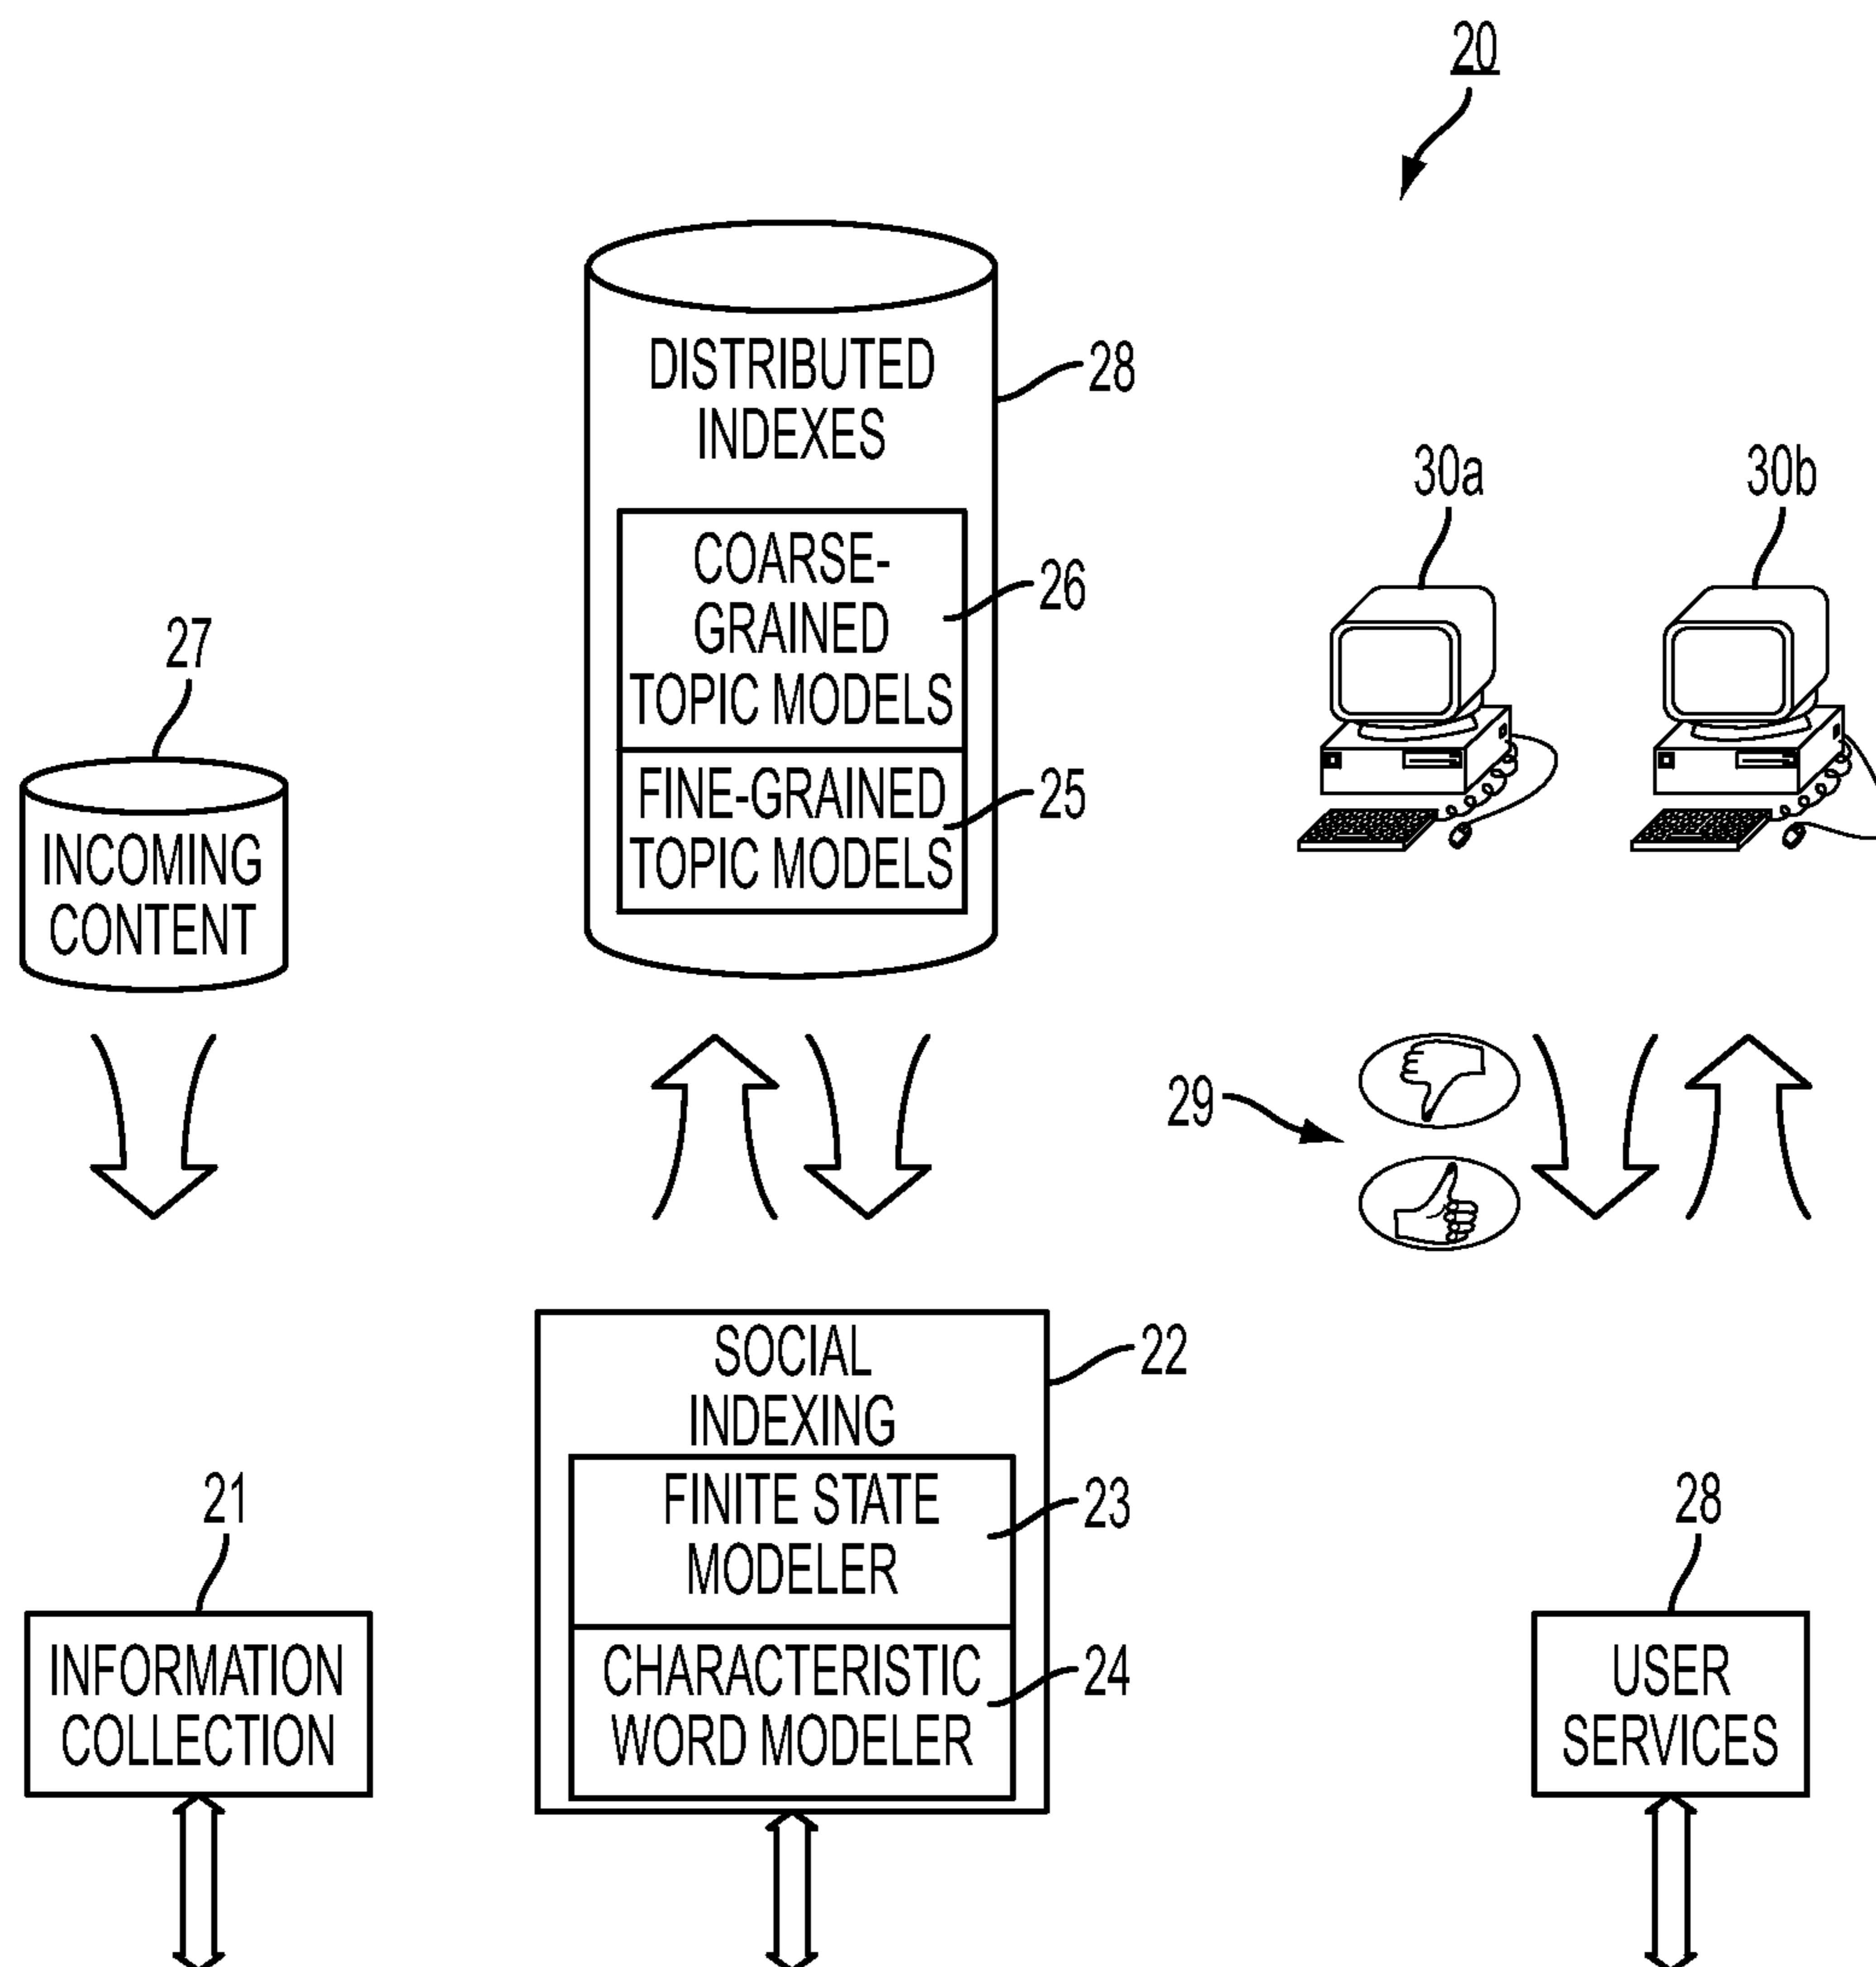 20
DISTRIBUTED
INDEXES
28
COARSE-
GRAINED
TOPIC MODELS
26
FINE-GRAINED
TOPIC MODELS
25
30a
30b
27
INCOMING
CONTENT
29
SOCIAL
INDEXING
22
FINITE STATE
MODELER
23
CHARACTERISTIC
WORD MODELER
24
21
INFORMATION
COLLECTION
28
USER
SERVICES